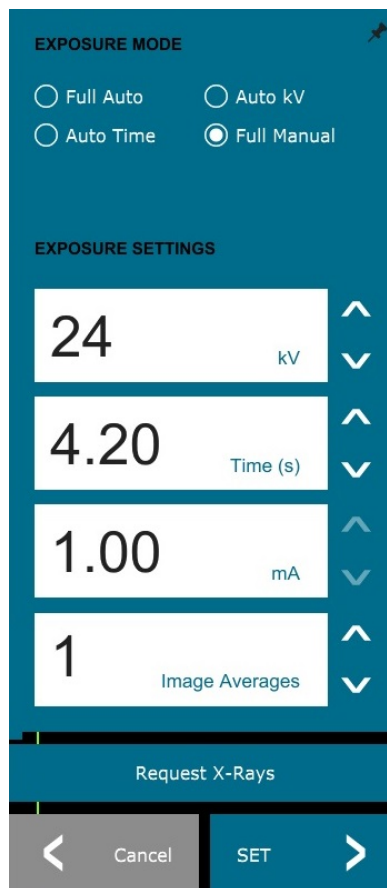 EXPOSURE MODE
Full Auto Auto kV
Auto Time Full Manual
EXPOSURE SETTINGS
24 kV
4.20 Time (s)
1.00 mA
1 Image Averages
Request X-Rays
Cancel SET